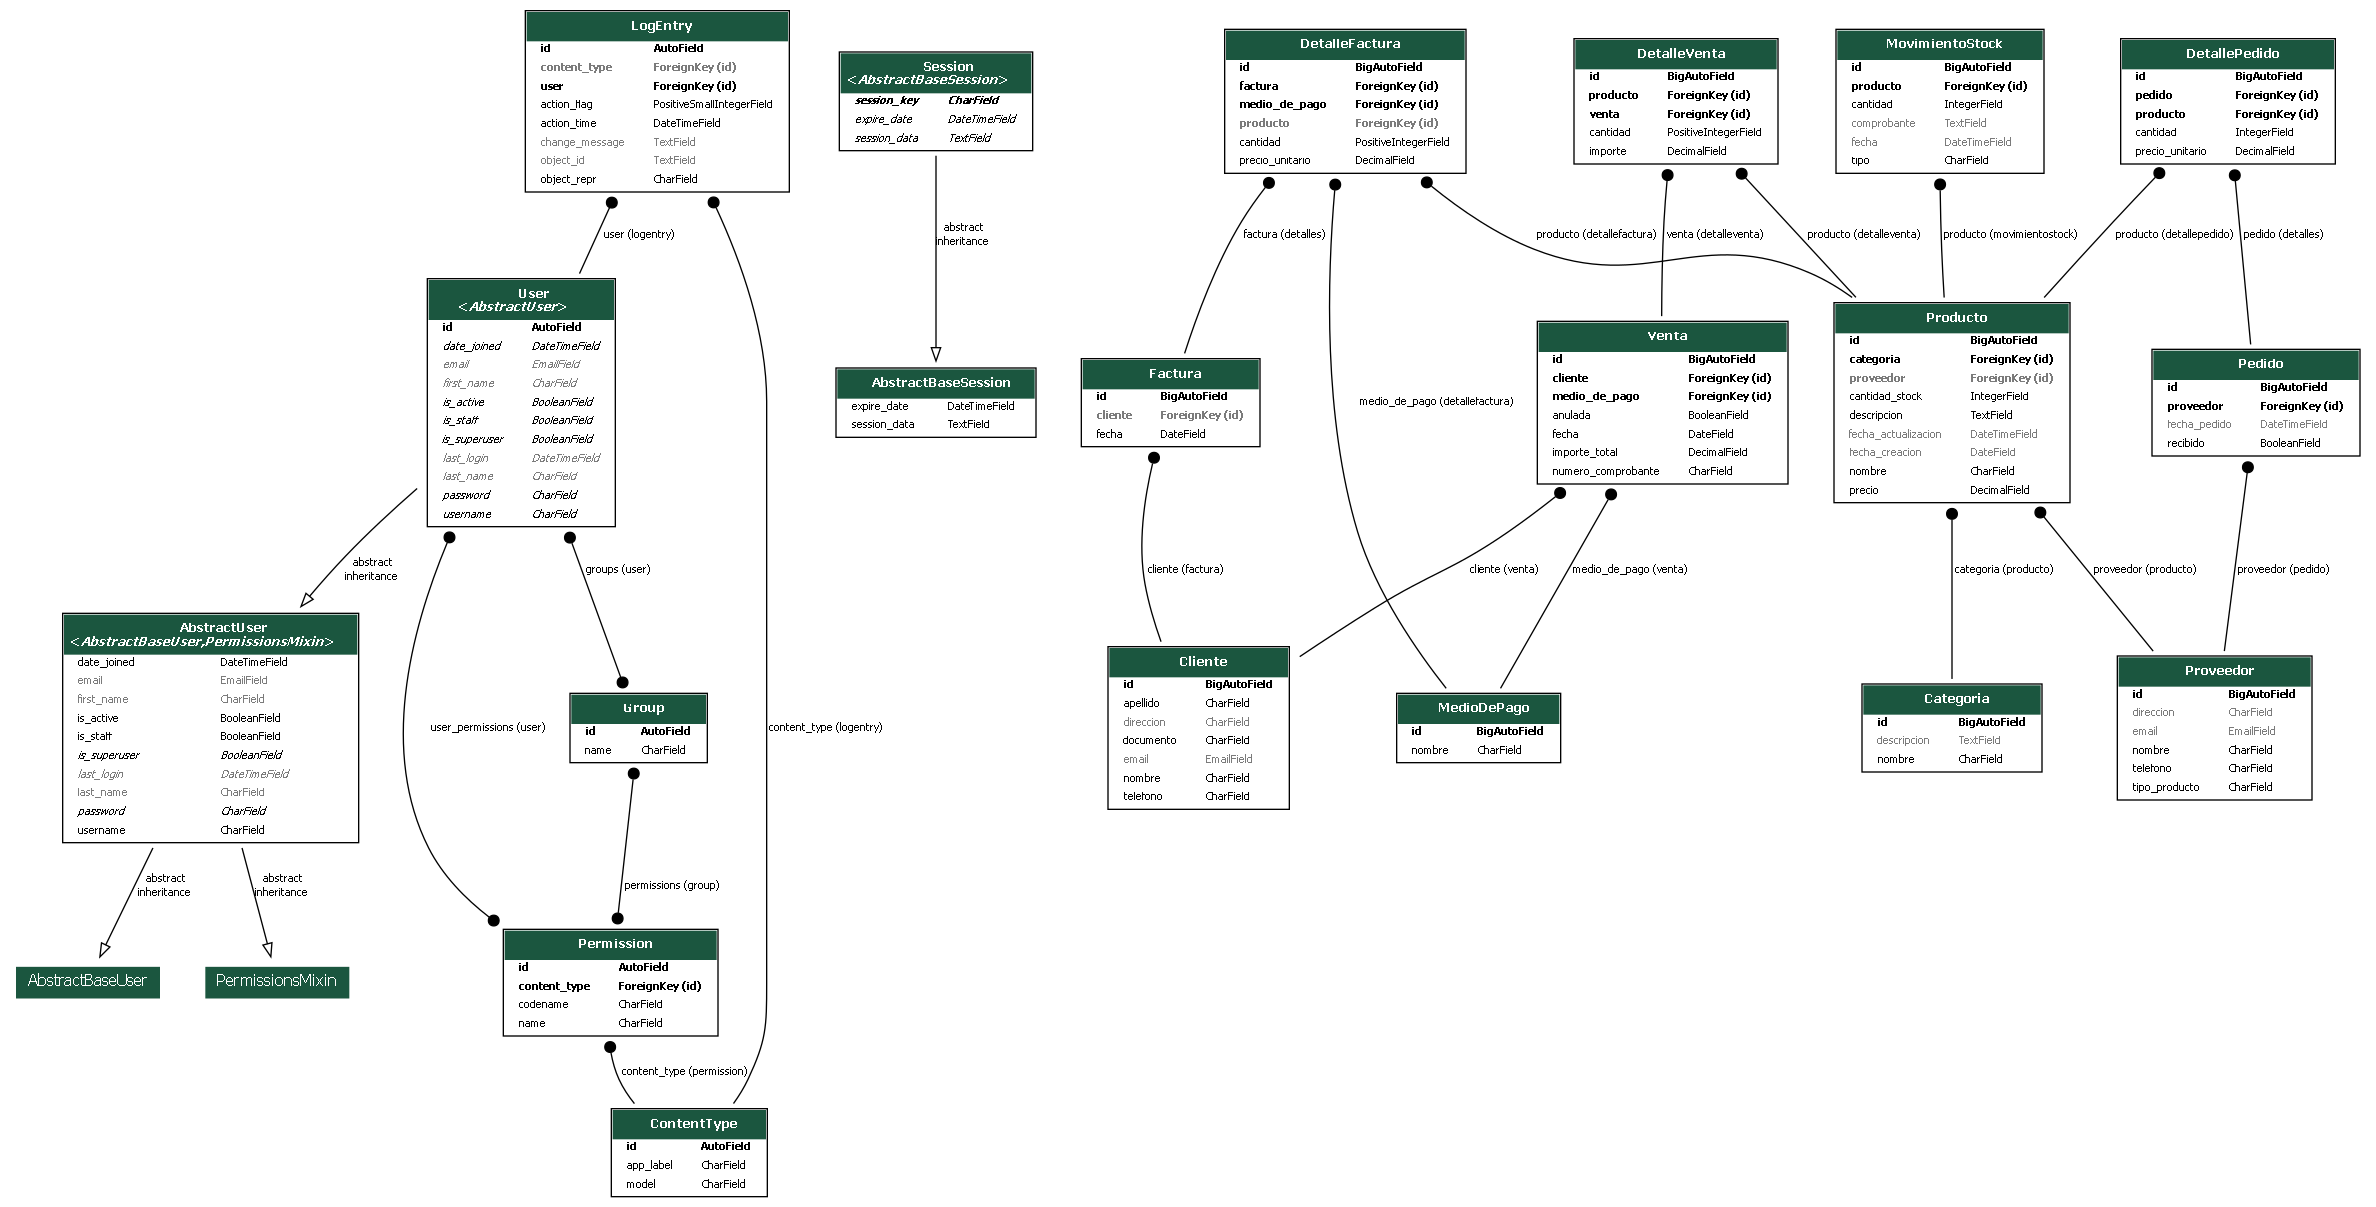 LogEntry
id AutoField
content_type ForeignKey (id)
user ForeignKey (id)
action_flag PositiveSmallIntegerField
action_time DateTimeField
change_message TextField
object_id TextField
object_repr CharField
Session
<AbstractBaseSession>
session_key CharField
expire_date DateTimeField
session_data TextField
DetalleFactura
id BigAutoField
factura ForeignKey (id)
medio_de_pago ForeignKey (id)
producto ForeignKey (id)
cantidad PositiveIntegerField
precio_unitario DecimalField
DetalleVenta
id BigAutoField
producto ForeignKey (id)
venta ForeignKey (id)
cantidad PositiveIntegerField
importe DecimalField
MovimientoStock
id BigAutoField
producto ForeignKey (id)
cantidad IntegerField
comprobante TextField
fecha DateTimeField
tipo CharField
DetallePedido
id BigAutoField
pedido ForeignKey (id)
producto ForeignKey (id)
cantidad IntegerField
precio_unitario DecimalField
user (logentry)
abstract
inheritance
factura (detalles)
producto (detallefactura)
venta (detalleventa)
producto (detalleventa)
producto (movimientostock)
producto (detallepedido)
pedido (detalles)
User
<AbstractUser>
id AutoField
date_joined DateTimeField
email EmailField
first_name CharField
is_active BooleanField
is_staff BooleanField
is_superuser BooleanField
last_login DateTimeField
last_name CharField
password CharField
username CharField
AbstractBaseSession
expire_date DateTimeField
session_data TextField
Factura
id BigAutoField
cliente ForeignKey (id)
fecha DateField
medio_de_pago (detallefactura)
Venta
id BigAutoField
cliente ForeignKey (id)
medio_de_pago ForeignKey (id)
anulada BooleanField
fecha DateField
importe_total DecimalField
numero_comprobante CharField
Producto
id BigAutoField
categoria ForeignKey (id)
proveedor ForeignKey (id)
cantidad_stock IntegerField
descripcion TextField
fecha_actualizacion DateTimeField
fecha_creacion DateField
nombre CharField
precio DecimalField
Pedido
id BigAutoField
proveedor ForeignKey (id)
fecha_pedido DateTimeField
recibido BooleanField
abstract
inheritance
groups (user)
cliente (factura)
cliente (venta)
medio_de_pago (venta)
categoria (producto)
proveedor (producto)
proveedor (pedido)
AbstractUser
<AbstractBaseUser,PermissionsMixin>
date_joined DateTimeField
email EmailField
first_name CharField
is_active BooleanField
is_staff BooleanField
is_superuser BooleanField
last_login DateTimeField
last_name CharField
password CharField
username CharField
user_permissions (user)
Group
id AutoField
name CharField
content_type (logentry)
Cliente
id BigAutoField
apellido CharField
direccion CharField
documento CharField
email EmailField
nombre CharField
telefono CharField
MedioDePago
id BigAutoField
nombre CharField
Categoria
id BigAutoField
descripcion TextField
nombre CharField
Proveedor
id BigAutoField
direccion CharField
email EmailField
nombre CharField
telefono CharField
tipo_producto CharField
abstract
inheritance
abstract
inheritance
permissions (group)
AbstractBaseUser
PermissionsMixin
Permission
id AutoField
content_type ForeignKey (id)
codename CharField
name CharField
content_type (permission)
ContentType
id AutoField
app_label CharField
model CharField